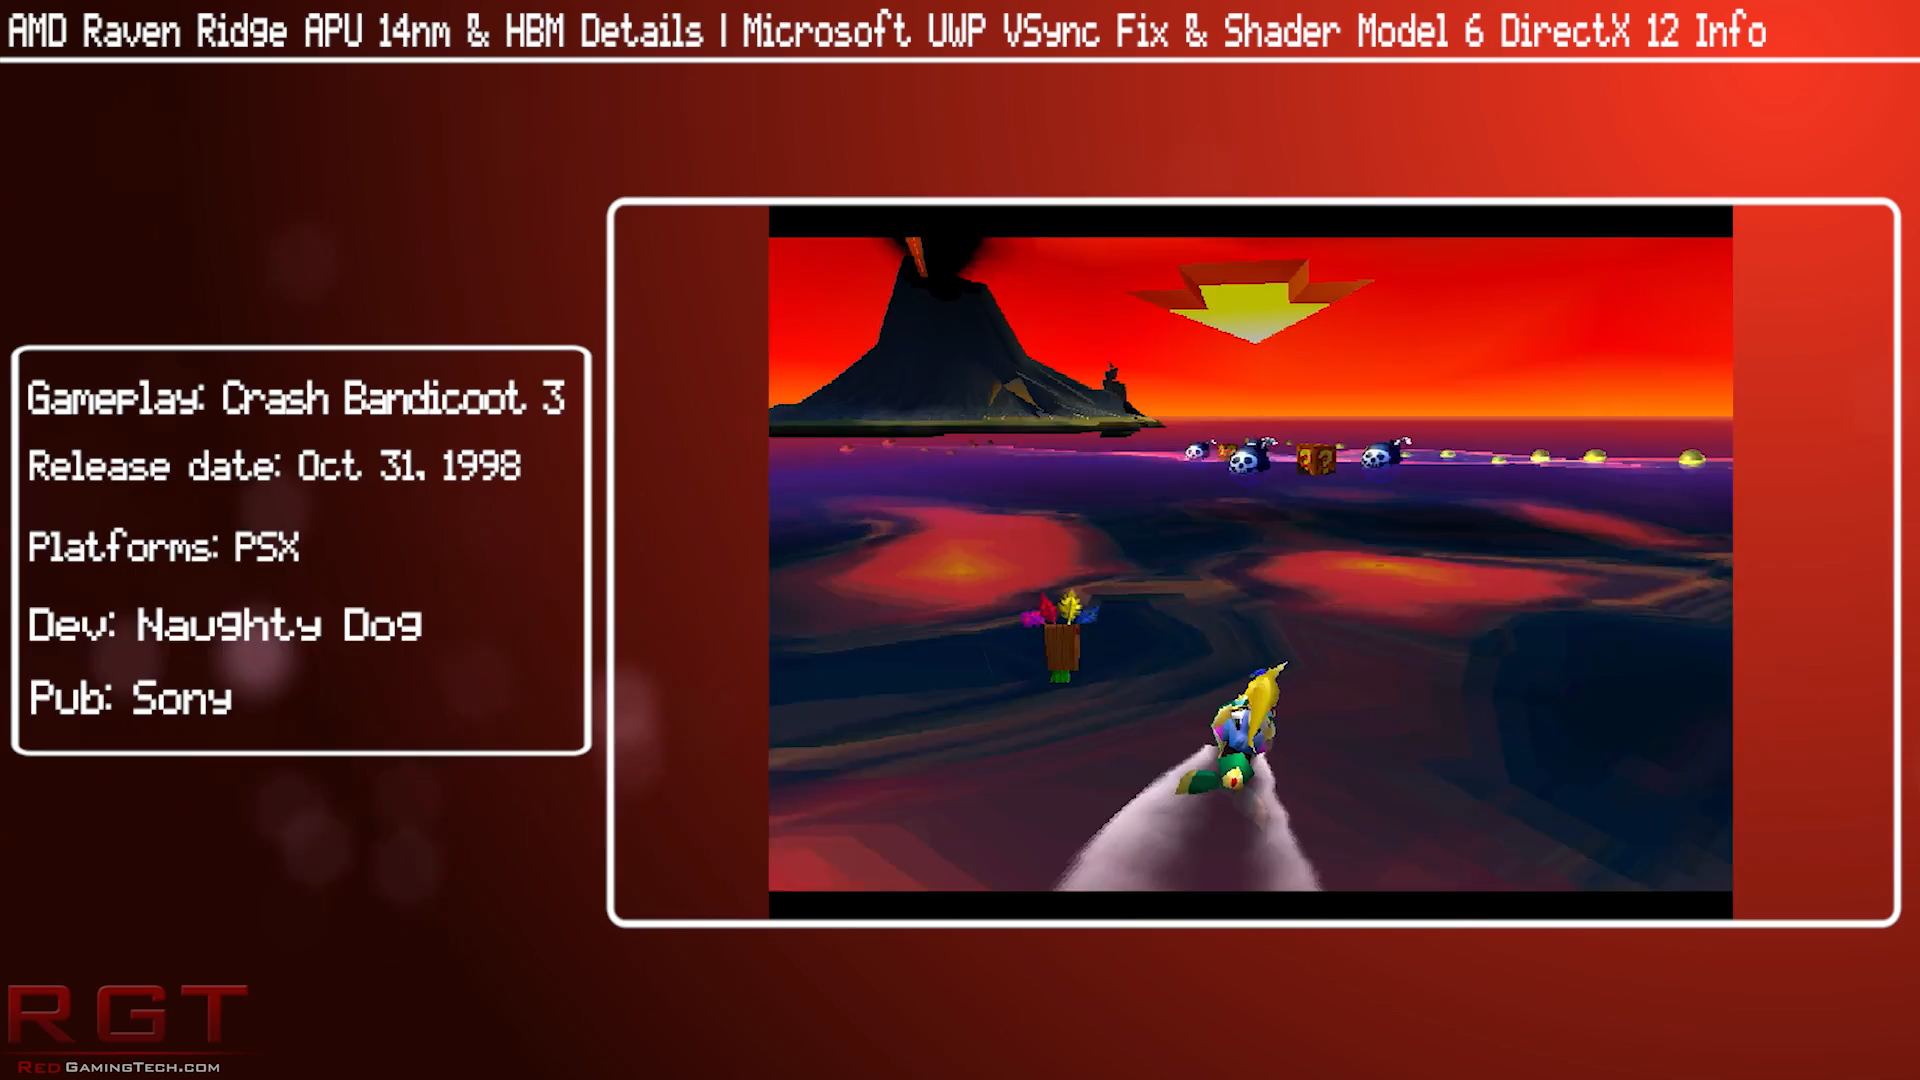 AMD Raven Ridge APU 14nm & HBM Details | Microsoft UWP VSync Fix & Shader Model 6 DirectX 12 Info
Gameplay: Crash Bandicoot 3
Release date: Oct 31, 1998
Platforms: PSX
Dev: Naughty Dog
Pub: Sony
? ?
RGT
REDGAMINGTECH.COM